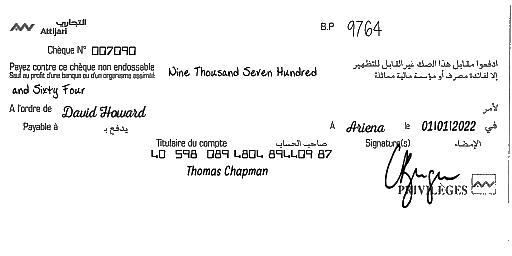 التجاري
Attijari
B.P 9764
Chèque N° 007090
Payez contre ce chèque non endossable
Sauf au profit d'une banque ou d'un organisme assimilé
Nine Thousand Seven Hundred
ادفعوا مقابل هذا الصك غير القابل للتظهير
إلا لفائدة مصرف أو مؤسسة مالية مماثلة
and Sixty Four
A l'ordre de David Howard لأمر
Payable à يدفع بـ A Ariena le 01/01/2022 في
Titulaire du compte صاحب الحساب Signature(s) الإمضاء
40 598 089 4804 894409 87
Thomas Chapman
PRIVILÈGES